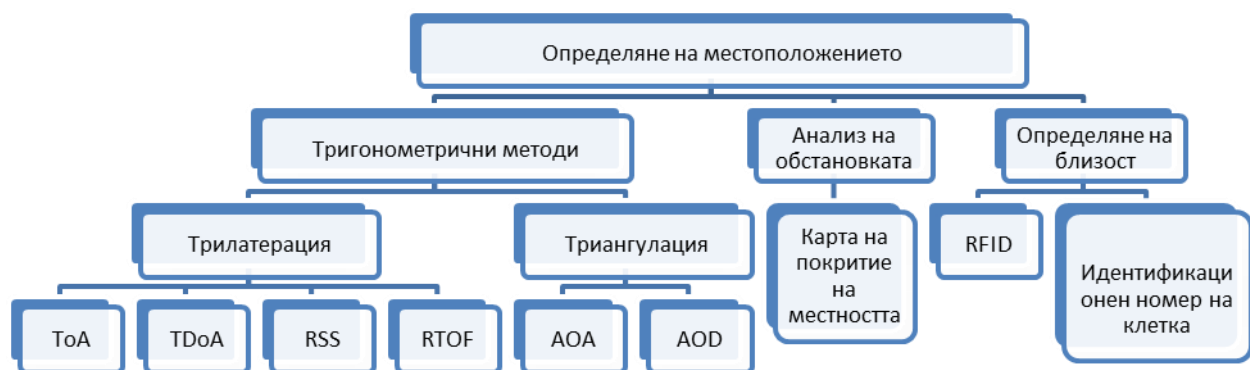 Определяне на местоположението
Тригонометрични методи
Анализ на
обстановката
Определяне на
близост
Трилатерация
Триангулация
Карта на
покритие
на
местността
RFID
Идентификаци
онен номер на
клетка
ToA
TDoA
RSS
RTOF
AOA
AOD